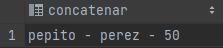 concatenar
1 pepito - perez - 50